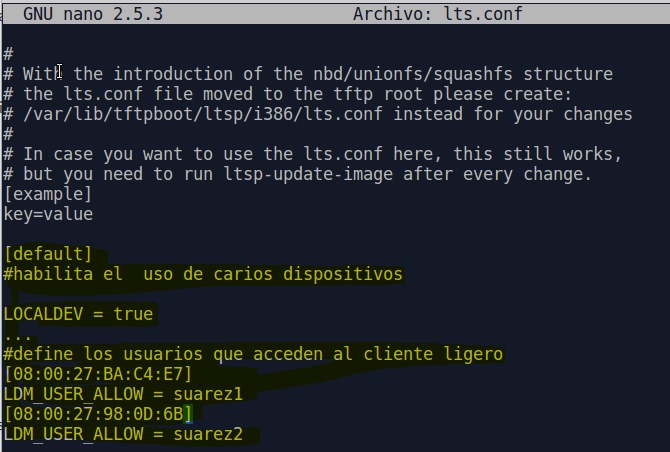 GNU nano 2.5.3 Archivo: lts.conf
#
# With the introduction of the nbd/unionfs/squashfs structure
# the lts.conf file moved to the tftp root please create:
# /var/lib/tftpboot/ltsp/i386/lts.conf instead for your changes
#
# In case you want to use the lts.conf here, this still works,
# but you need to run ltsp-update-image after every change.
[example]
key=value
[default]
#habilita el  uso de carios dispositivos
LOCALDEV = true
...
#define los usuarios que acceden al cliente ligero
[08:00:27:BA:C4:E7]
LDM_USER_ALLOW = suarez1
[08:00:27:98:0D:6B]
LDM_USER_ALLOW = suarez2